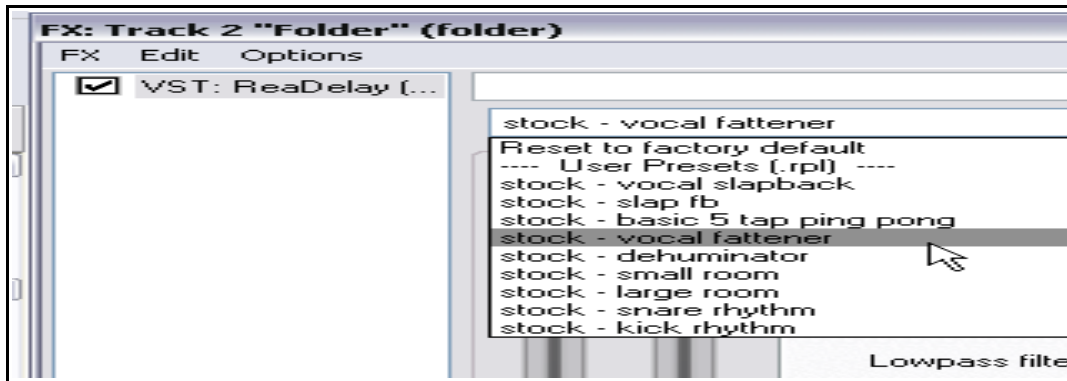 FX: Track 2 "Folder" (folder)
FX Edit Options
VST: ReaDelay (...
stock - vocal fattener
Reset to factory default
---- User Presets (.rpl) ----
stock - vocal slapback
stock - slap fb
stock - basic 5 tap ping pong
stock - vocal fattener
stock - dehuminator
stock - small room
stock - large room
stock - snare rhythm
stock - kick rhythm
Lowpass filte